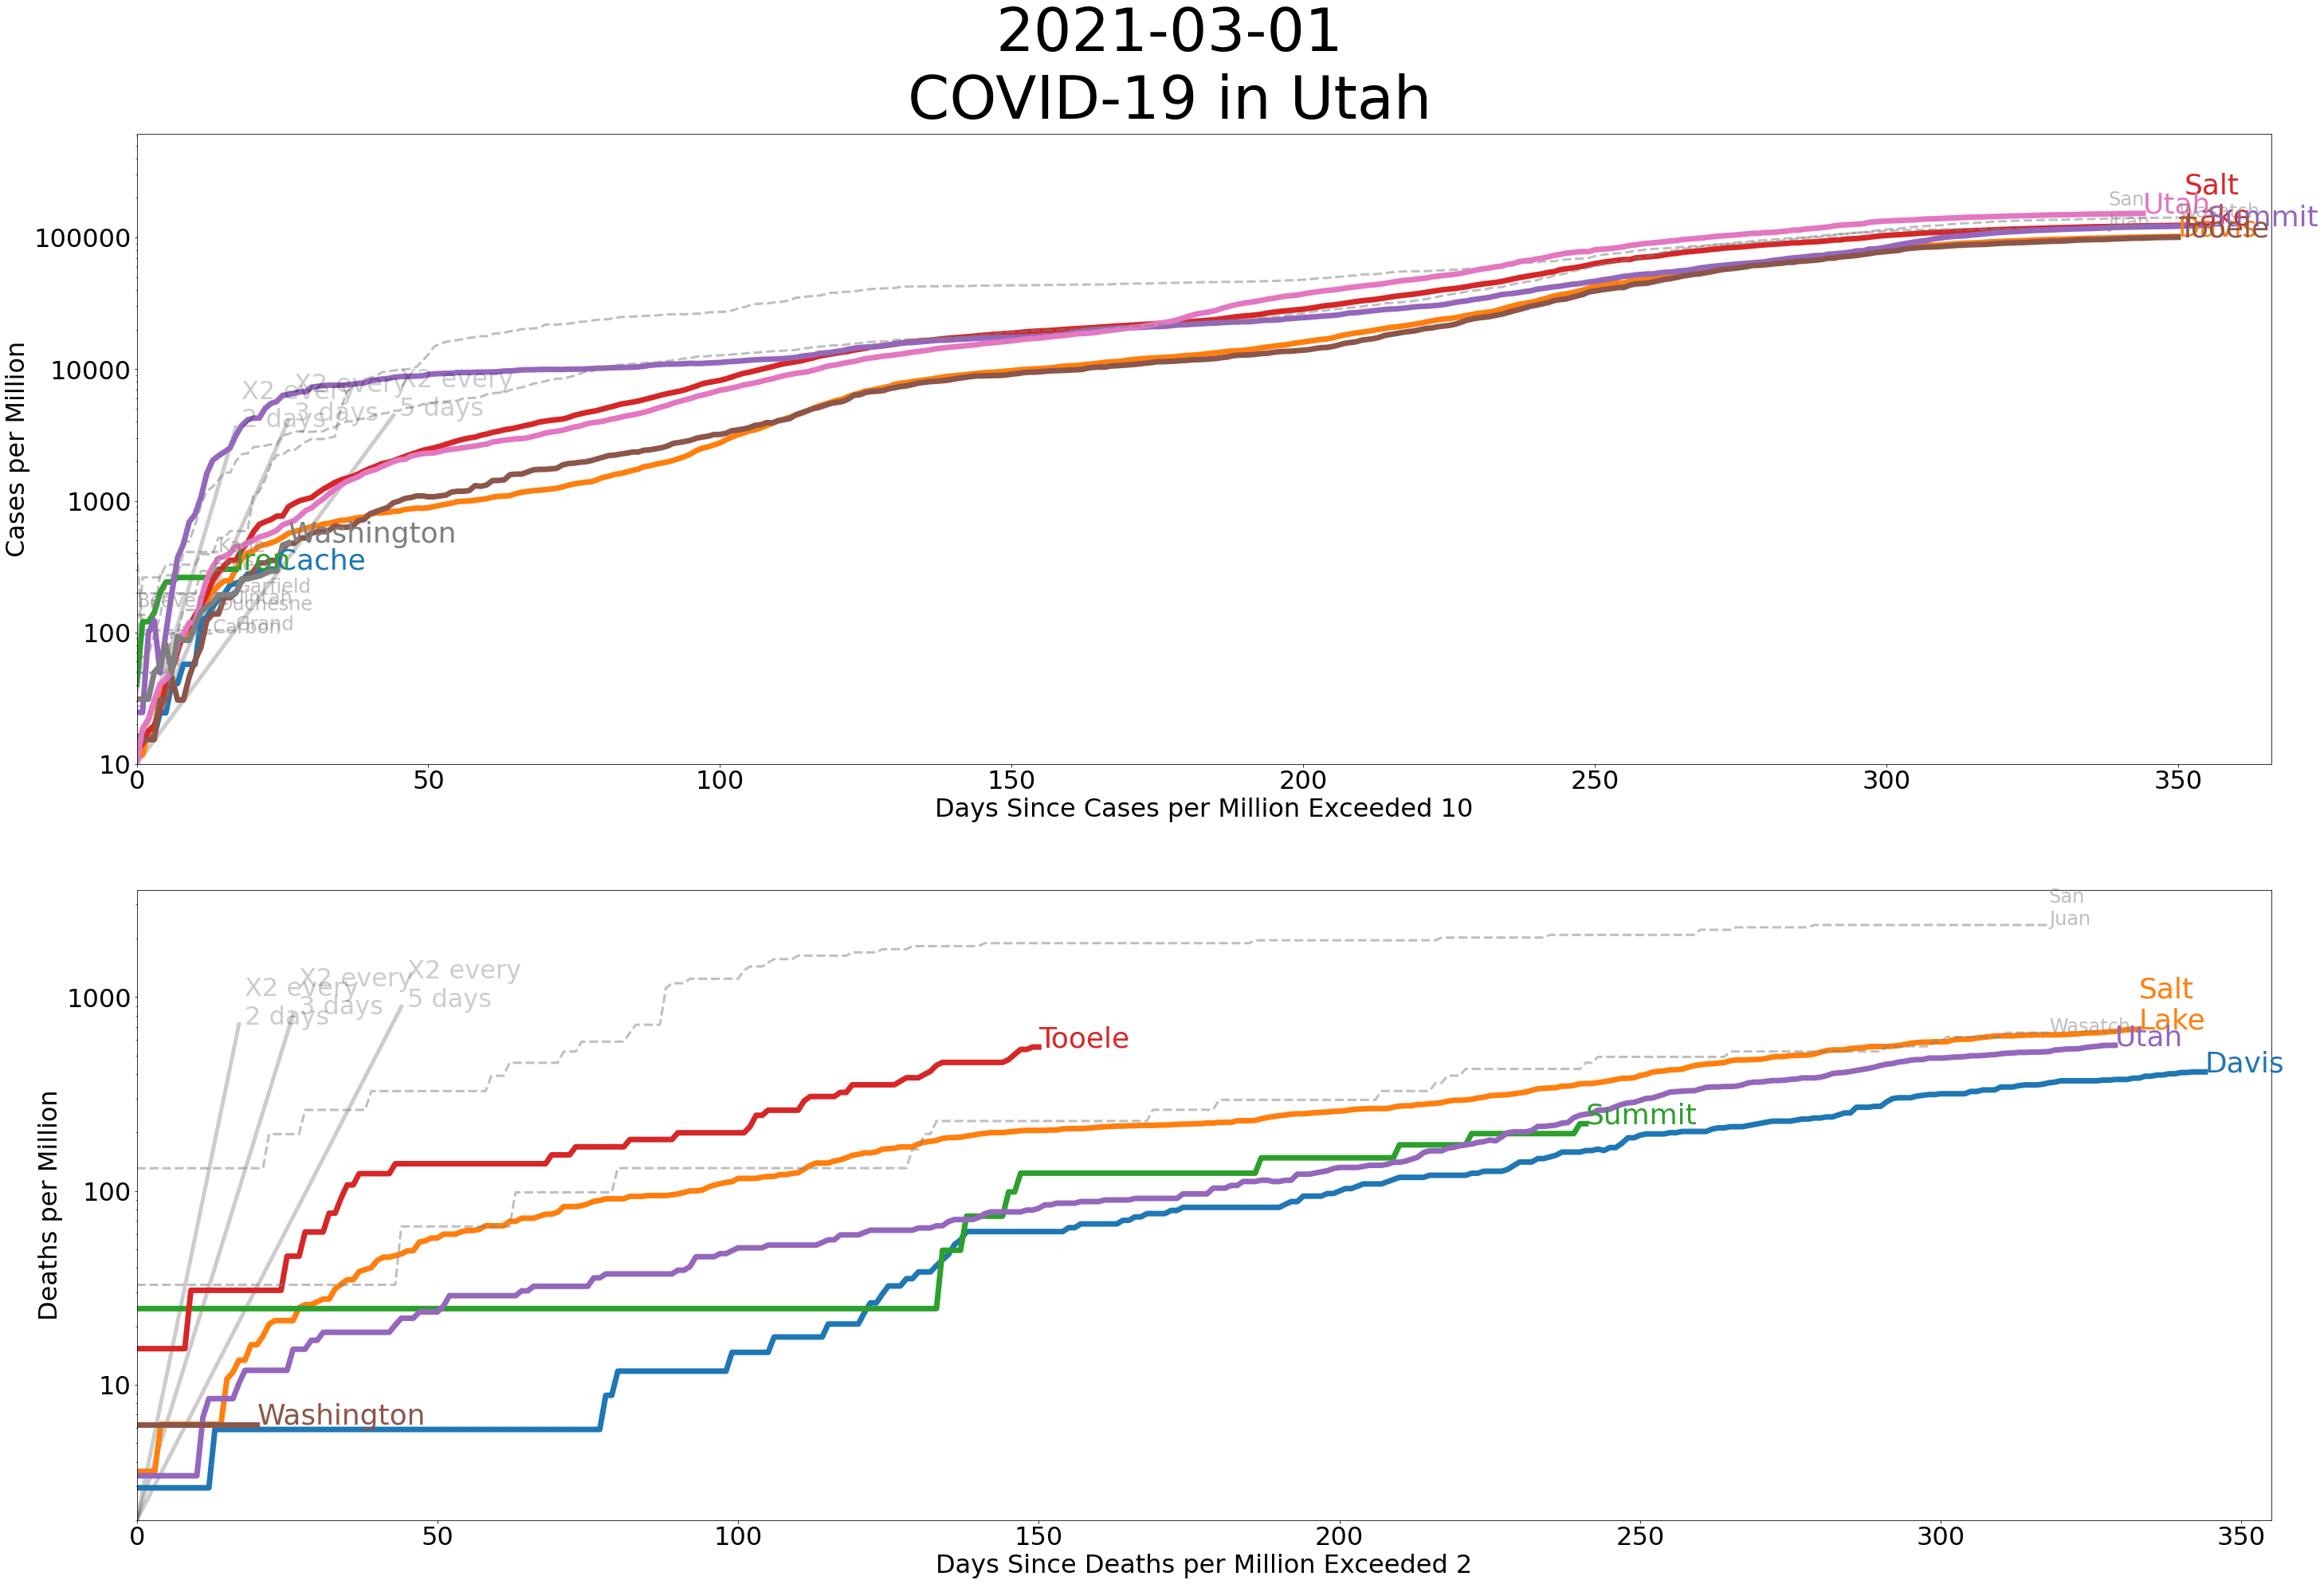 2021-03-01
COVID-19 in Utah
Cases per Million
100000
10000
1000
100
10
0
50
100
150
200
250
300
350
Days Since Cases per Million Exceeded 10
X2 every
2 days
X2 every
3 days
X2 every
5 days
Washington
Iron
Cache
Garfield
Uintah
Duchesne
Beaver
Carbon
Grand
San
Juan
Utah
Salt
Lake
Wasatch
Summit
Davis
Tooele
Deaths per Million
1000
100
10
0
50
100
150
200
250
300
350
Days Since Deaths per Million Exceeded 2
X2 every
2 days
X2 every
3 days
X2 every
5 days
San
Juan
Salt
Lake
Wasatch
Utah
Davis
Tooele
Summit
Washington